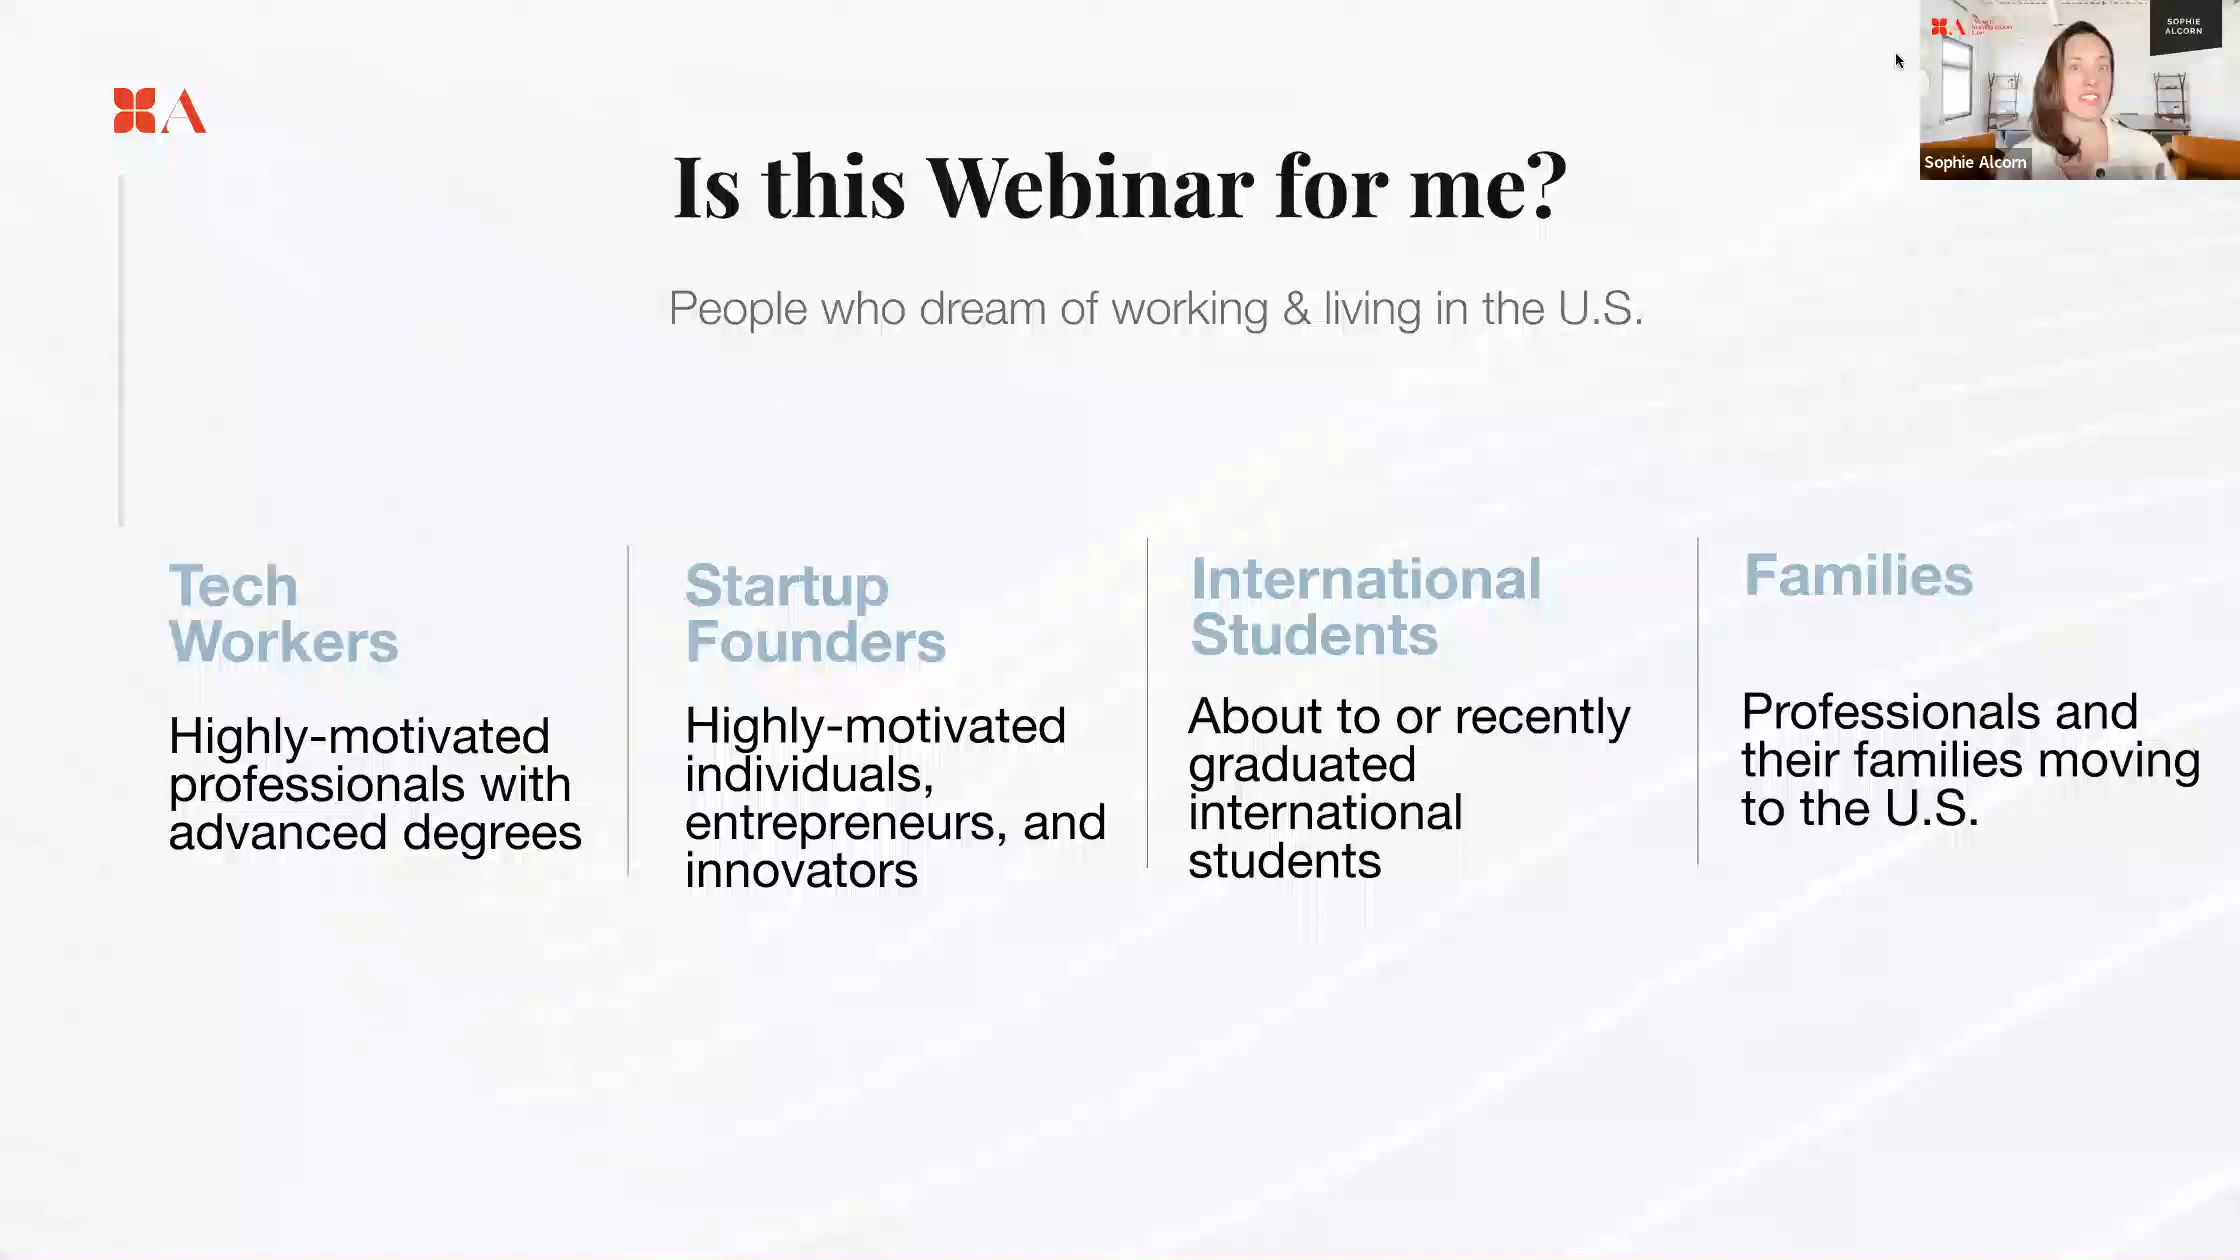 A
Is this Webinar for me?
People who dream of working & living in the U.S.
SOPHIE
ALCORN
Sophie Alcorn
Tech
Workers
Highly-motivated
professionals with
advanced degrees
Startup
Founders
Highly-motivated
individuals,
entrepreneurs, and
innovators
International
Students
About to or recently
graduated
international
students
Families
Professionals and
their families moving
to the U.S.